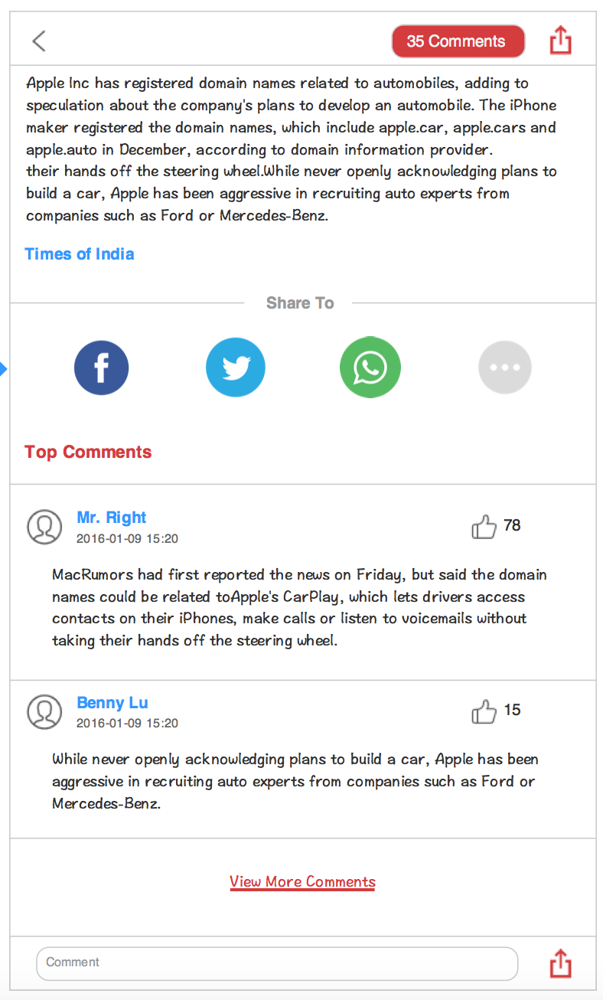 35 Comments
Apple Inc has registered domain names related to automobiles, adding to
speculation about the company's plans to develop an automobile. The iPhone
maker registered the domain names, which include apple.car, apple.cars and
apple.auto in December, according to domain information provider.
their hands off the steering wheel.While never openly acknowledging plans to
build a car, Apple has been aggressive in recruiting auto experts from
companies such as Ford or Mercedes-Benz.
Times of India
Share To
Top Comments
Mr. Right
78
2016-01-09 15:20
MacRumors had first reported the news on Friday, but said the domain
names could be related toApple's CarPlay, which lets drivers access
contacts on their iPhones, make calls or listen to voicemails without
taking their hands off the steering wheel.
Benny Lu
15
2016-01-09 15:20
While never openly acknowledging plans to build a car, Apple has been
aggressive in recruiting auto experts from companies such as Ford or
Mercedes-Benz.
View More Comments
Comment